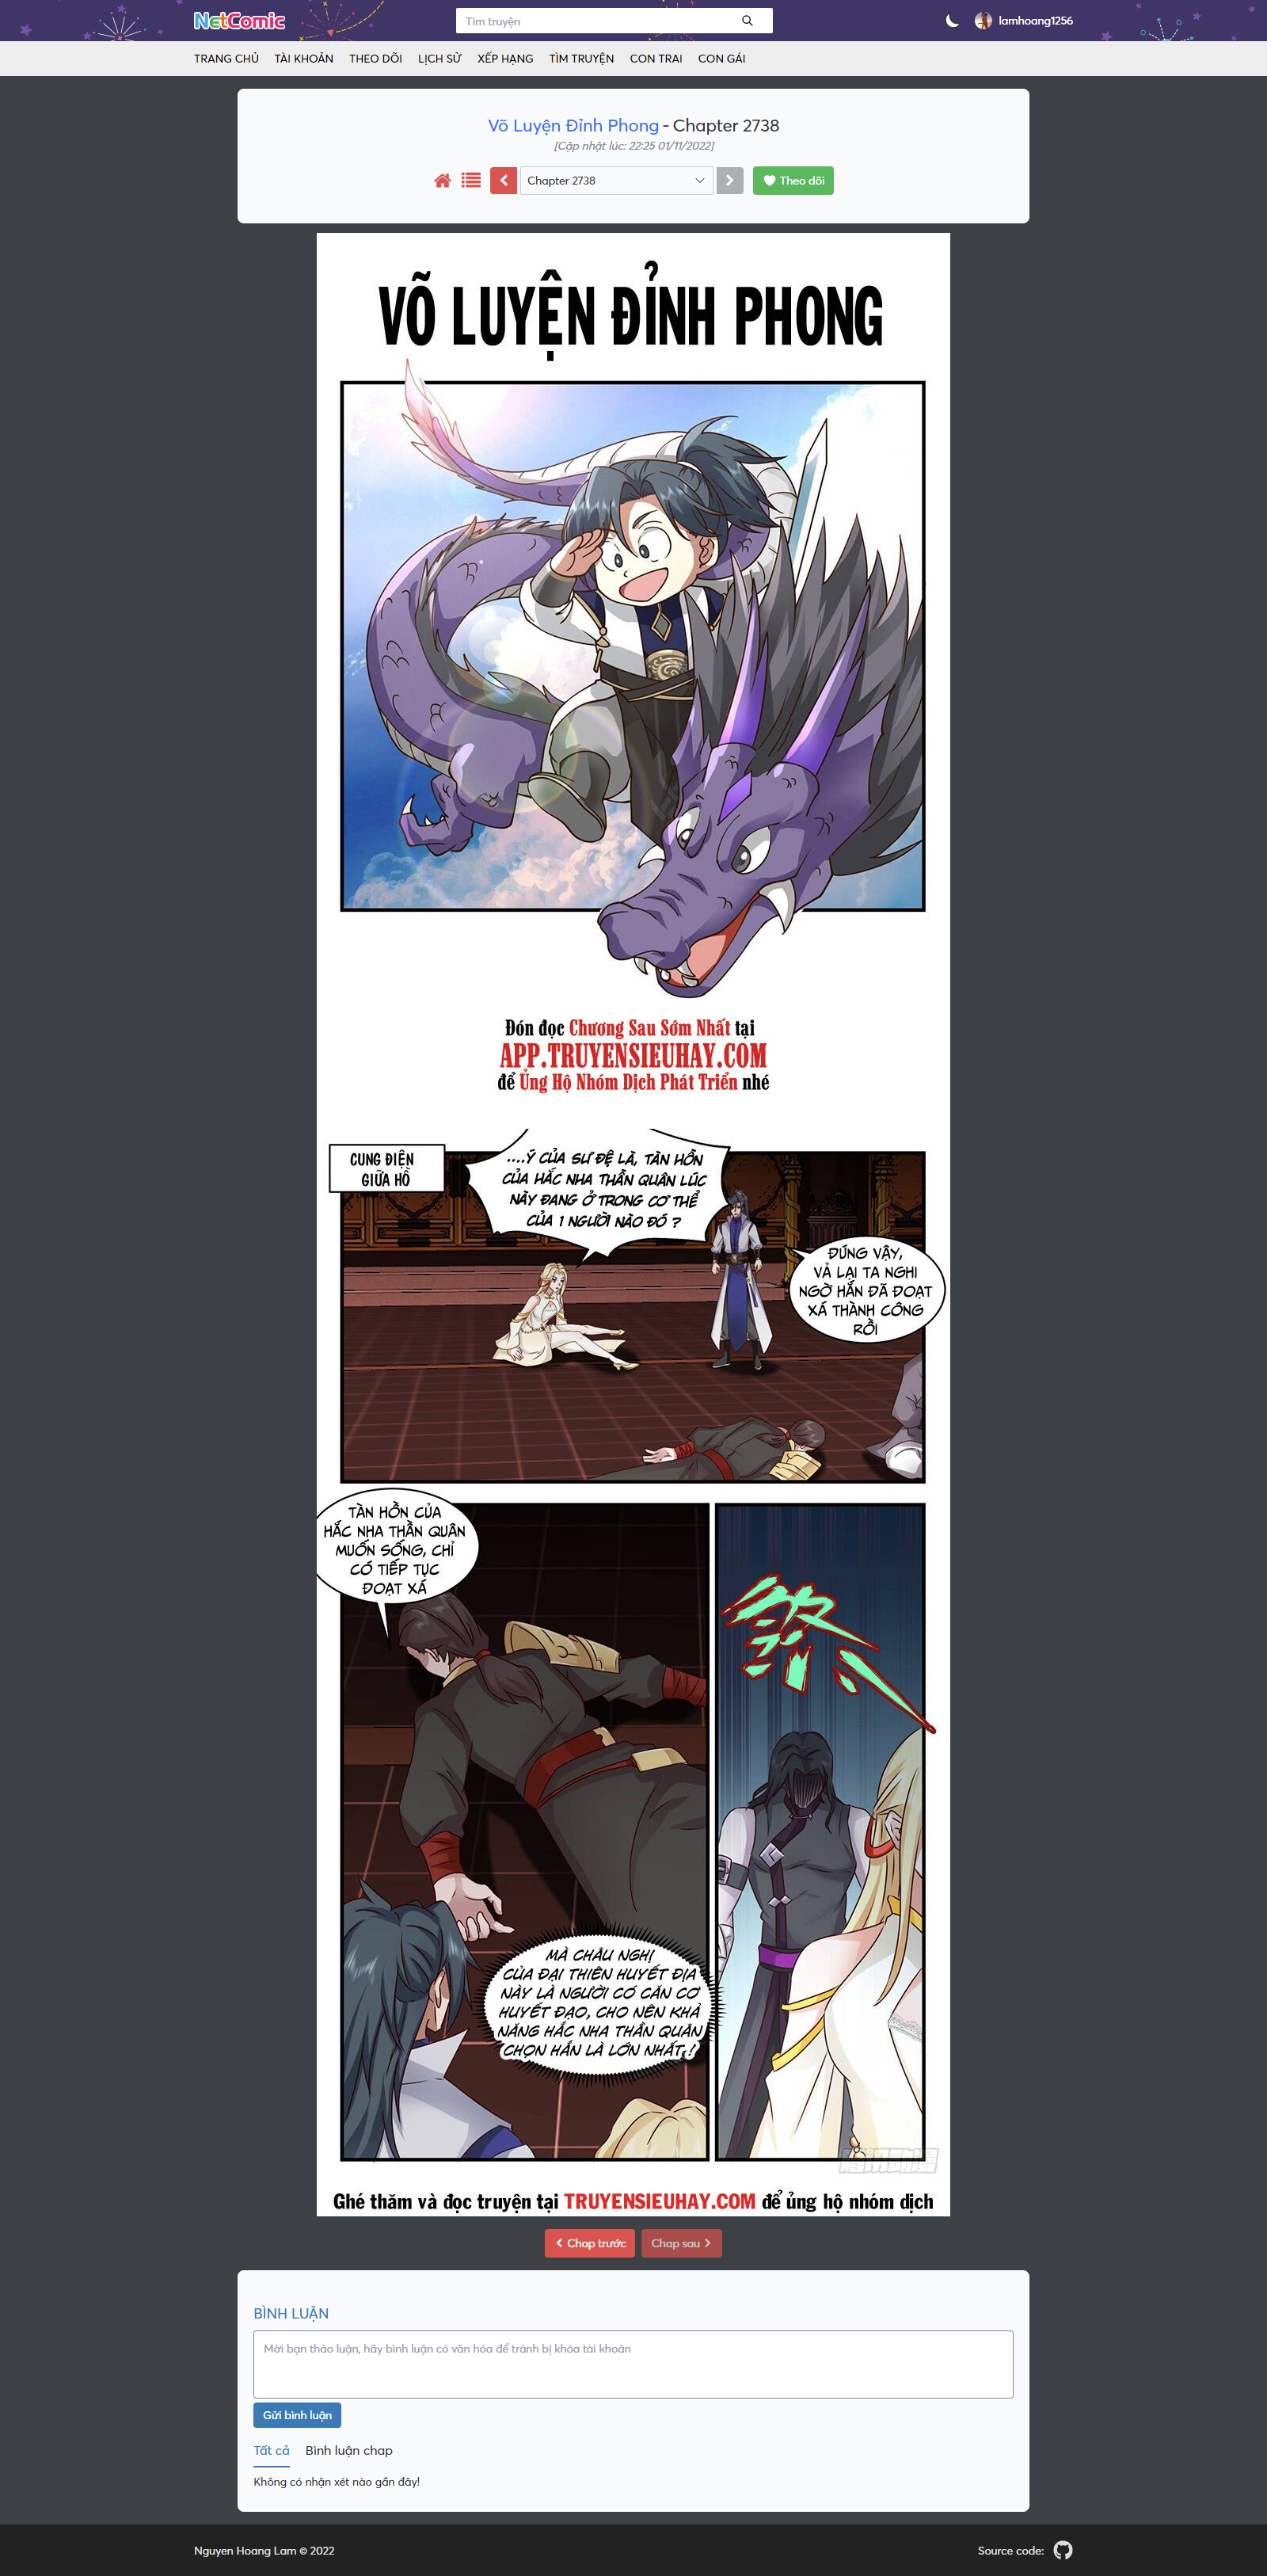 NetComic
Tìm truyện
lamhoang1256
TRANG CHỦ TÀI KHOẢN THEO DÕI LỊCH SỬ XẾP HẠNG TÌM TRUYỆN CON TRAI CON GÁI
Võ Luyện Đỉnh Phong - Chapter 2738
[Cập nhật lúc: 22:25 01/11/2022]
Chapter 2738
Theo dõi
VÕ LUYỆN ĐỈNH PHONG
Đón đọc Chương Sau Sớm Nhất tại
APP.TRUYENSIEUHAY.COM
để Ủng Hộ Nhóm Dịch Phát Triển nhé
CUNG ĐIỆN
GIỮA HỒ
....Ý CỦA SƯ ĐỆ LÀ, TÀN HỒN
CỦA HẮC NHA THẦN QUÂN LÚC
NÀY ĐANG Ở TRONG CƠ THỂ
CỦA 1 NGƯỜI NÀO ĐÓ ?
ĐÚNG VẬY,
VẢ LẠI TA NGHI
NGỜ HẮN ĐÃ ĐOẠT
XÁ THÀNH CÔNG
RỒI
TÀN HỒN CỦA
HẮC NHA THẦN QUÂN
MUỐN SỐNG, CHỈ
CÓ TIẾP TỤC
ĐOẠT XÁ
MÀ CHÂU NGHỊ
CỦA ĐẠI THIÊN HUYẾT ĐỊA
NÀY LÀ NGƯỜI CÓ CĂN CƠ
HUYẾT ĐẠO, CHO NÊN KHẢ
NĂNG HẮC NHA THẦN QUÂN
CHỌN HẮN LÀ LỚN NHẤT !
Ghé thăm và đọc truyện tại TRUYENSIEUHAY.COM để ủng hộ nhóm dịch
Chap trước
Chap sau
BÌNH LUẬN
Mời bạn thảo luận, hãy bình luận có văn hóa để tránh bị khóa tài khoản
Gửi bình luận
Tất cả Bình luận chap
Không có nhận xét nào gần đây!
Nguyen Hoang Lam © 2022
Source code: